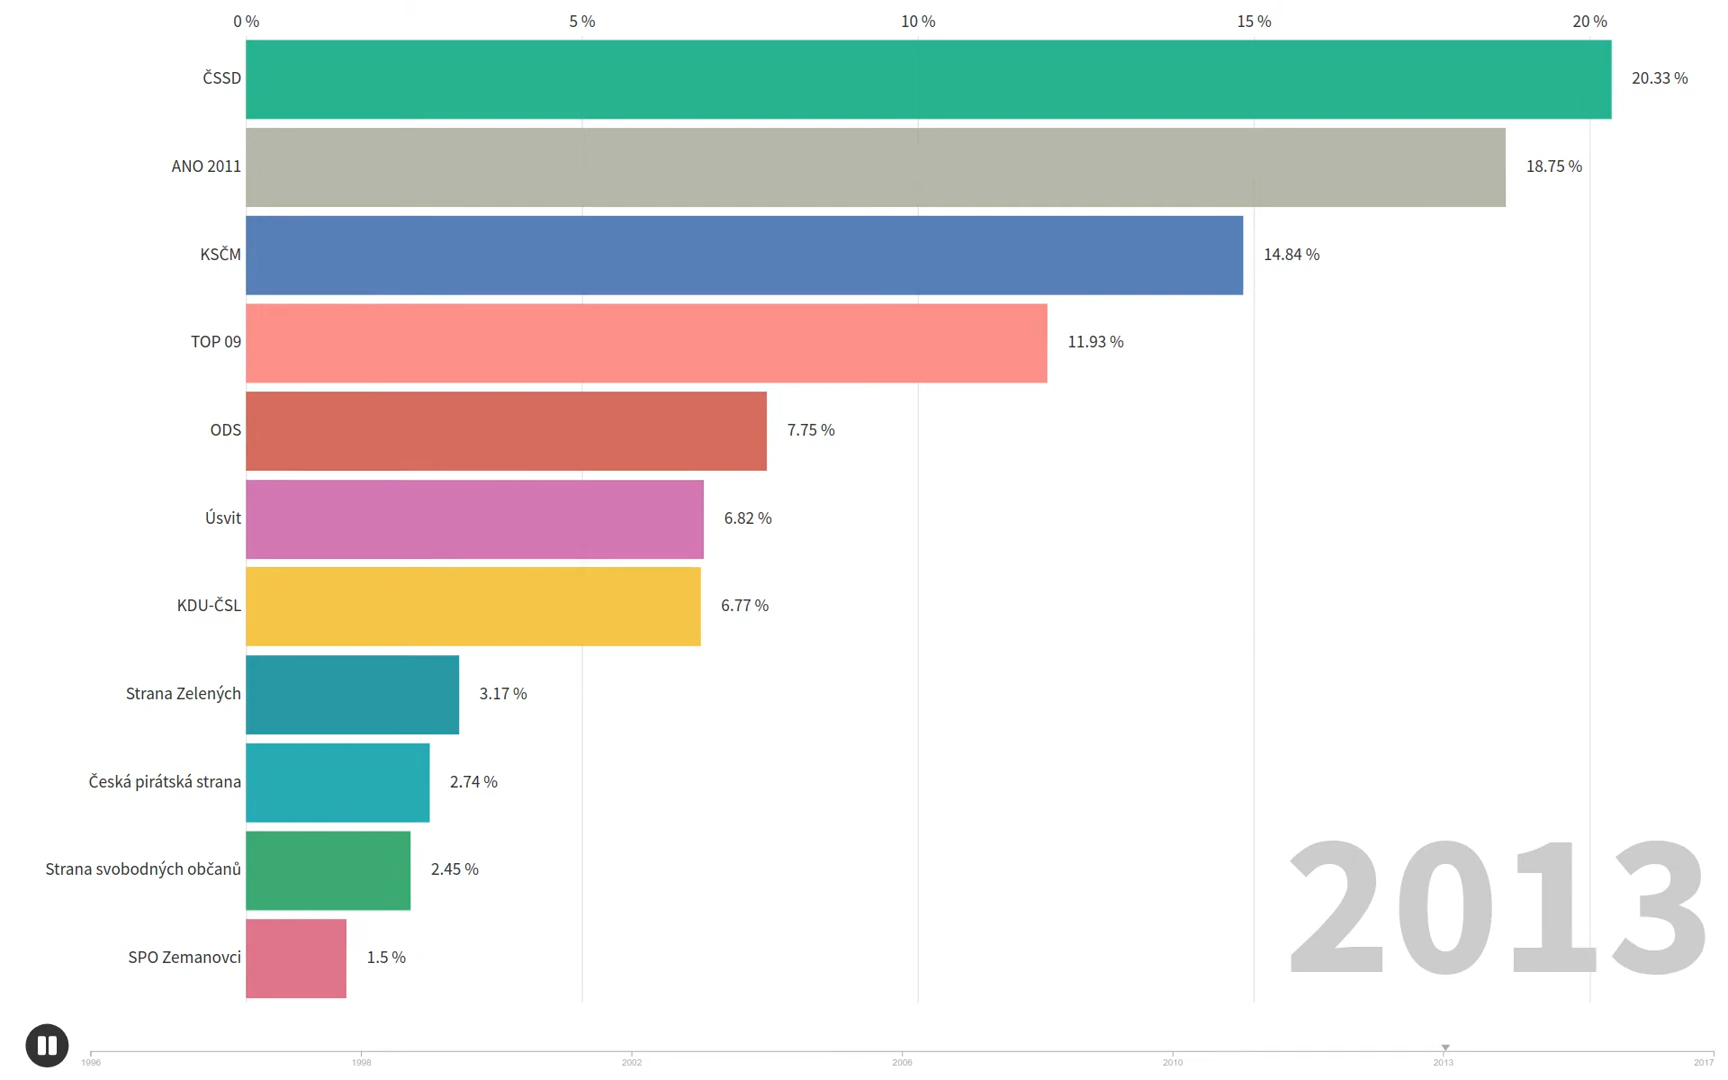 0 % 5 % 10 % 15 % 20 %
ČSSD 20.33 %
ANO 2011 18.75 %
KSČM 14.84 %
TOP 09 11.93 %
ODS 7.75 %
Úsvit 6.82 %
KDU-ČSL 6.77 %
Strana Zelených 3.17 %
Česká pirátská strana 2.74 %
Strana svobodných občanů 2.45 %
SPO Zemanovci 1.5 %
2013
1996 1998 2002 2006 2010 2013 2017